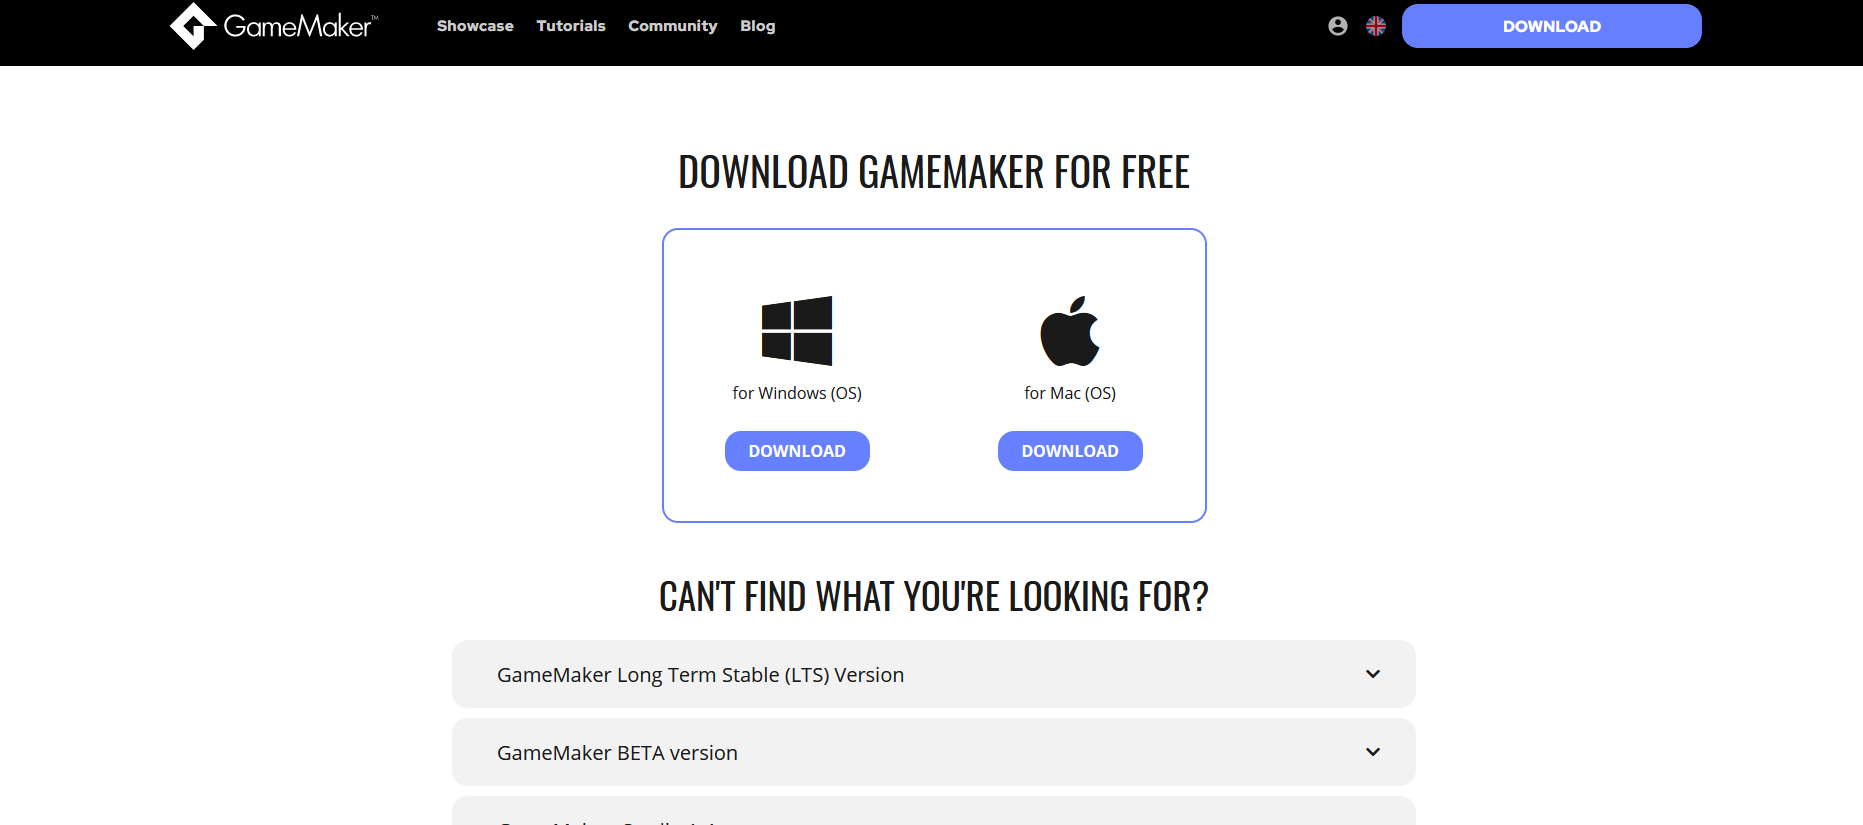 GameMaker™
Showcase Tutorials Community Blog
DOWNLOAD
DOWNLOAD GAMEMAKER FOR FREE
for Windows (OS) for Mac (OS)
DOWNLOAD DOWNLOAD
CAN'T FIND WHAT YOU'RE LOOKING FOR?
GameMaker Long Term Stable (LTS) Version
GameMaker BETA version